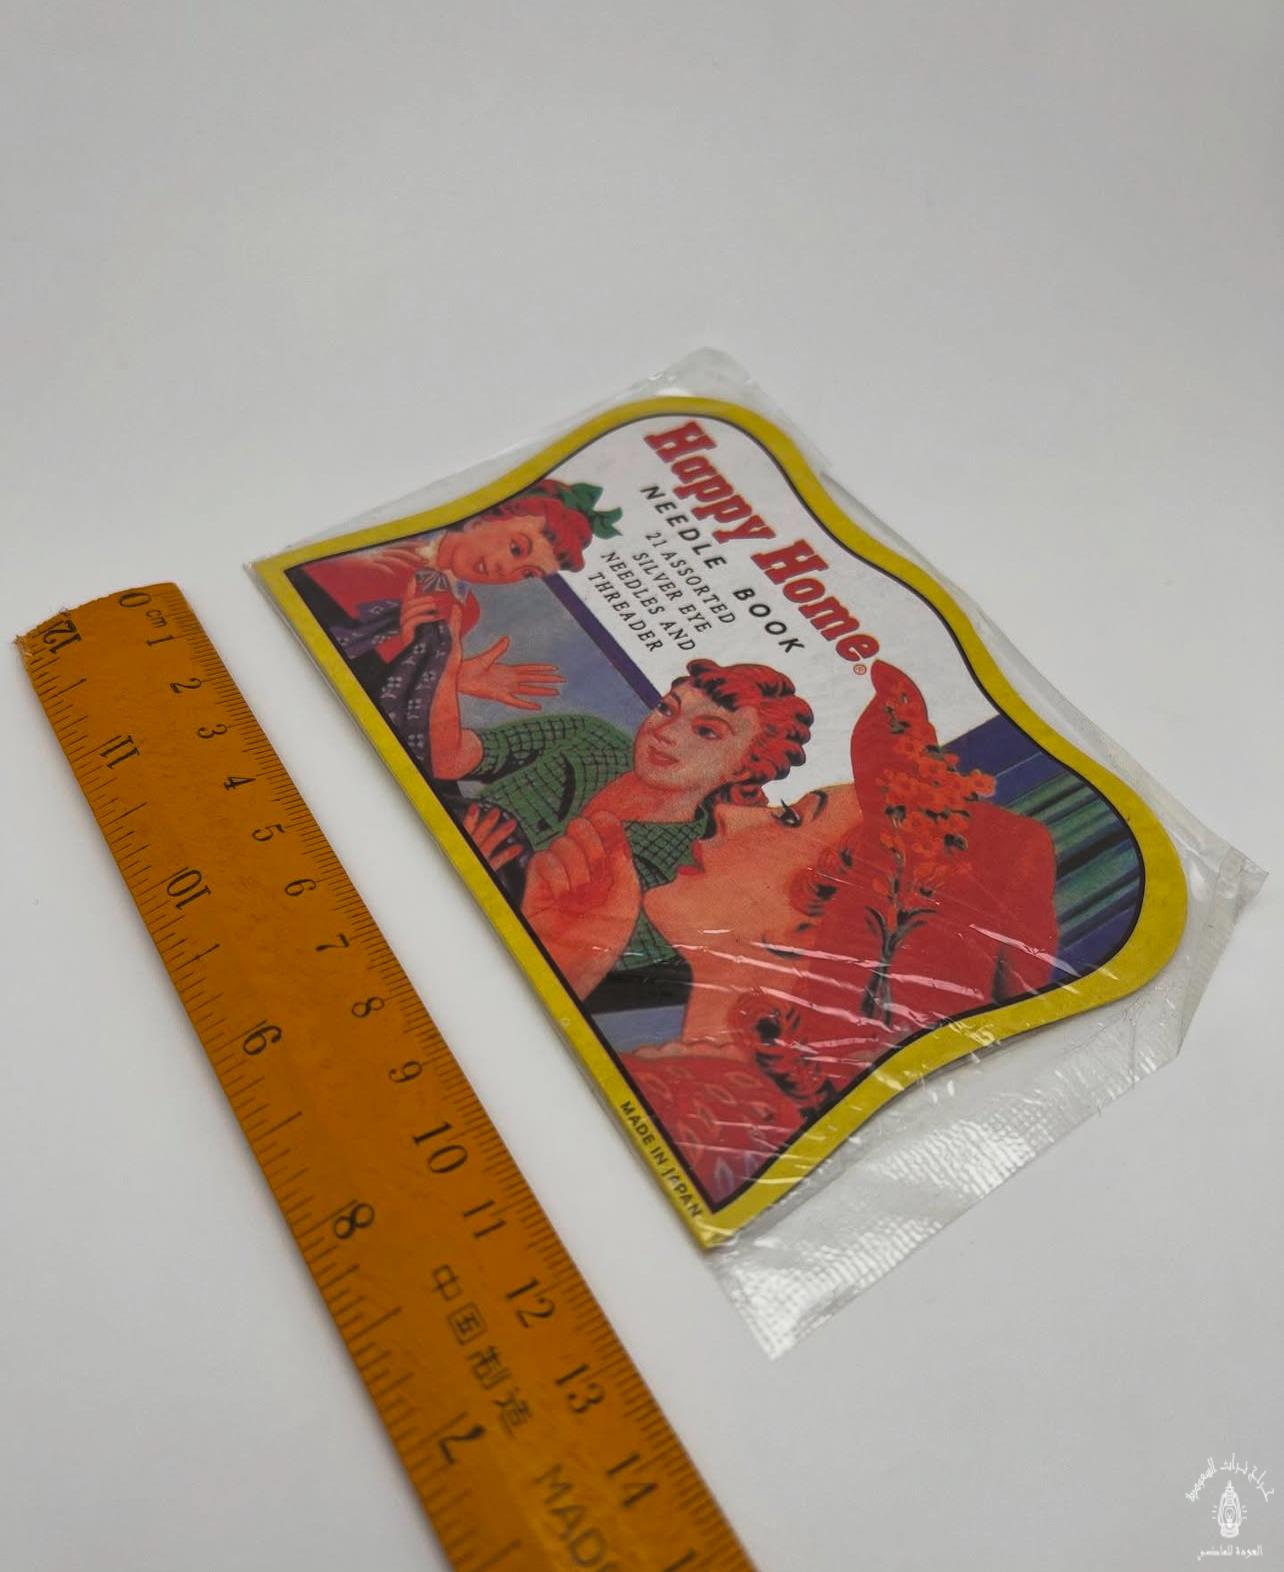 Happy Home®
NEEDLE BOOK
21 ASSORTED
SILVER EYE
NEEDLES AND
THREADER
MADE IN JAPAN
0 cm 1 2 3 4 5 6 7 8 9 10 11 12 13 14
12 11 10 9 8 7
中国制造 MADE
العودة للماضي